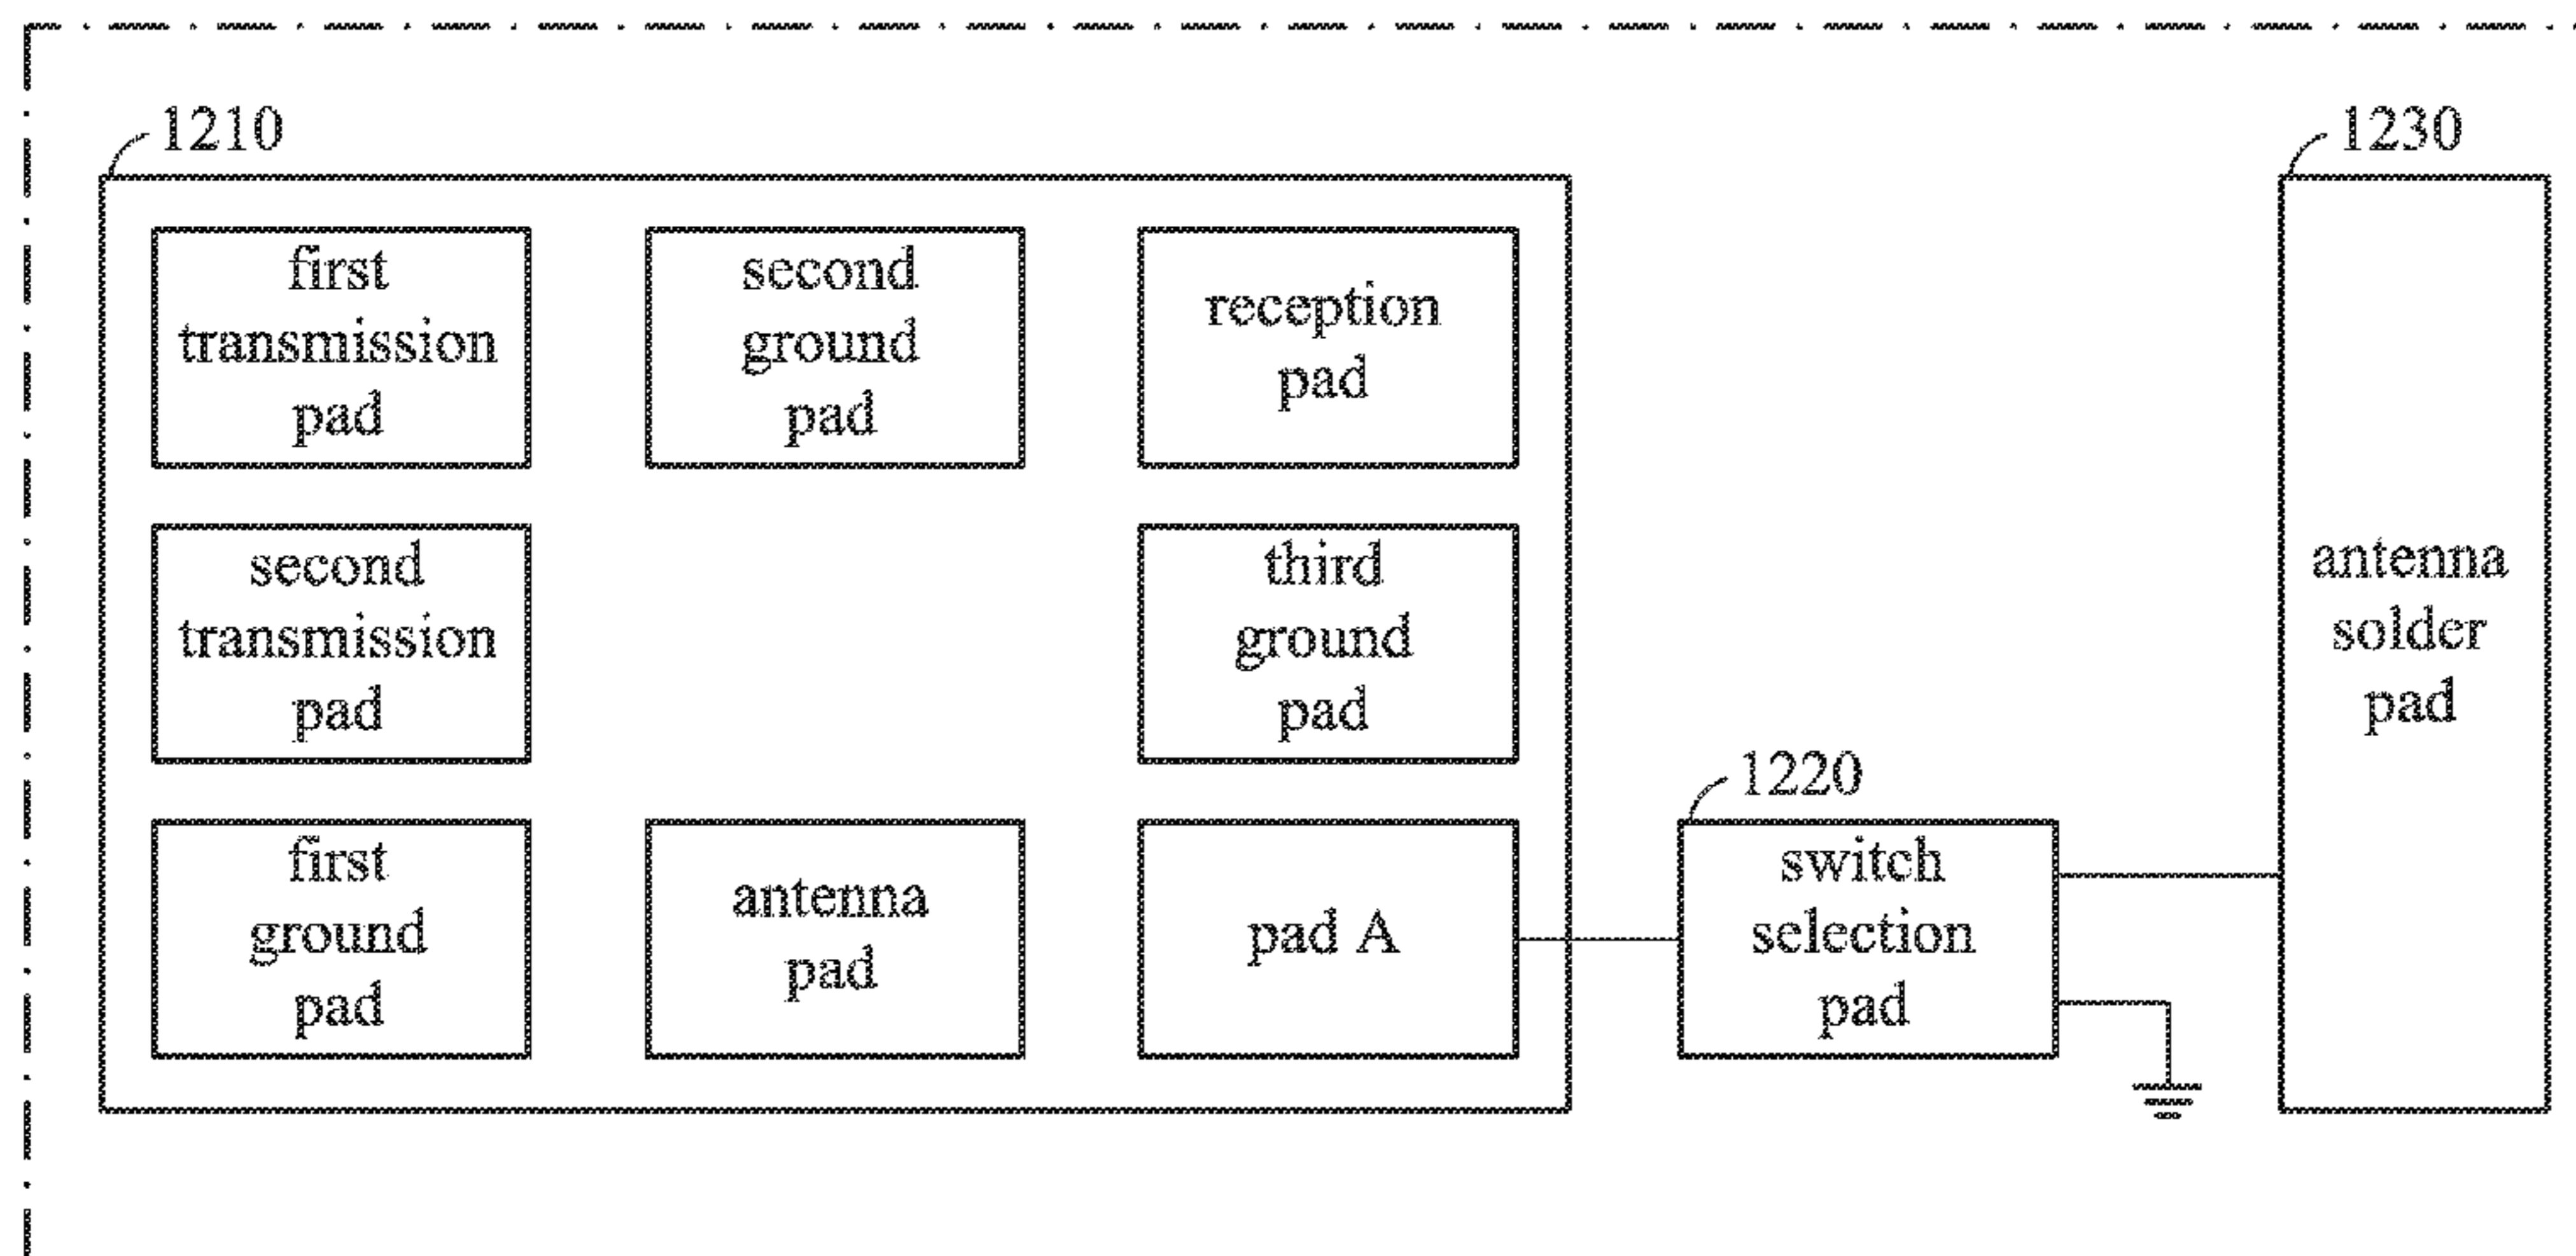 1210
1230
first
transmission
pad
second
ground
pad
reception
pad
second
transmission
pad
third
ground
pad
antenna
solder
pad
1220
first
ground
pad
antenna
pad
pad A
switch
selection
pad